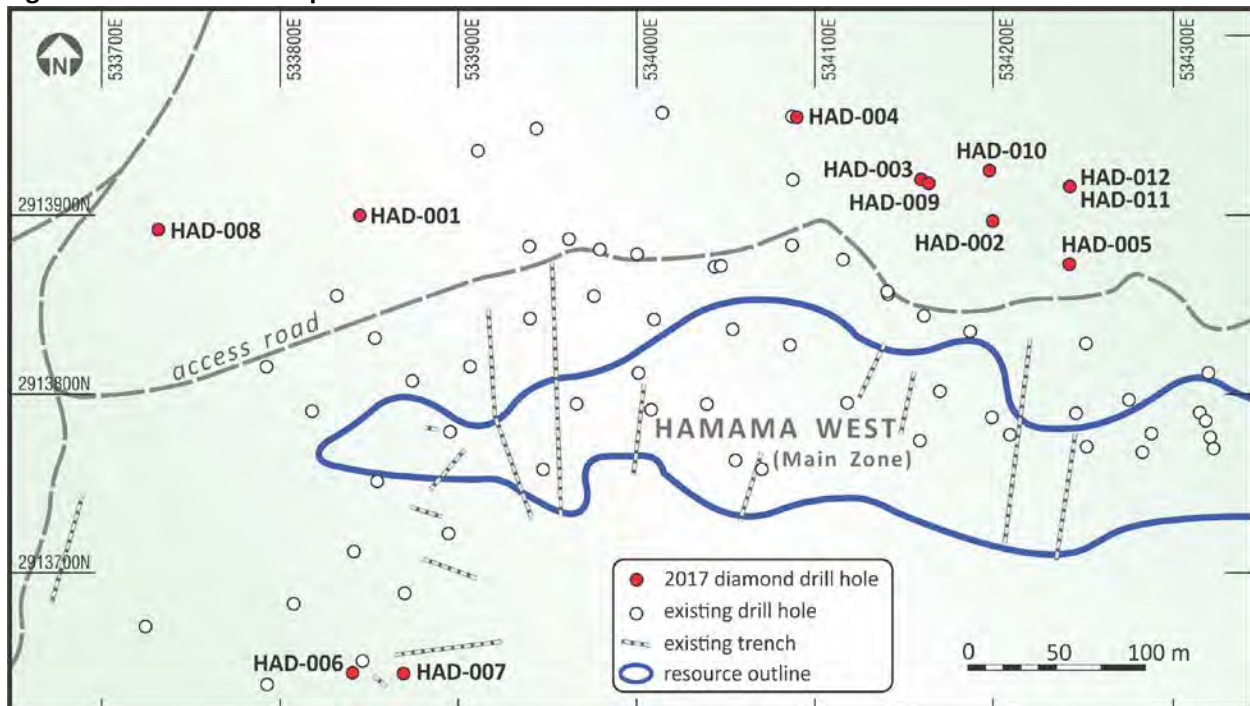 N
533700E
533800E
533900E
534000E
534100E
534200E
534300E
HAD-004
HAD-010
HAD-003
HAD-012
HAD-009
HAD-011
2913900N
HAD-001
HAD-008
HAD-002
HAD-005
access road
2913800N
HAMAMA WEST
(Main Zone)
2913700N
2017 diamond drill hole
existing drill hole
existing trench
resource outline
HAD-006
HAD-007
0 50 100 m